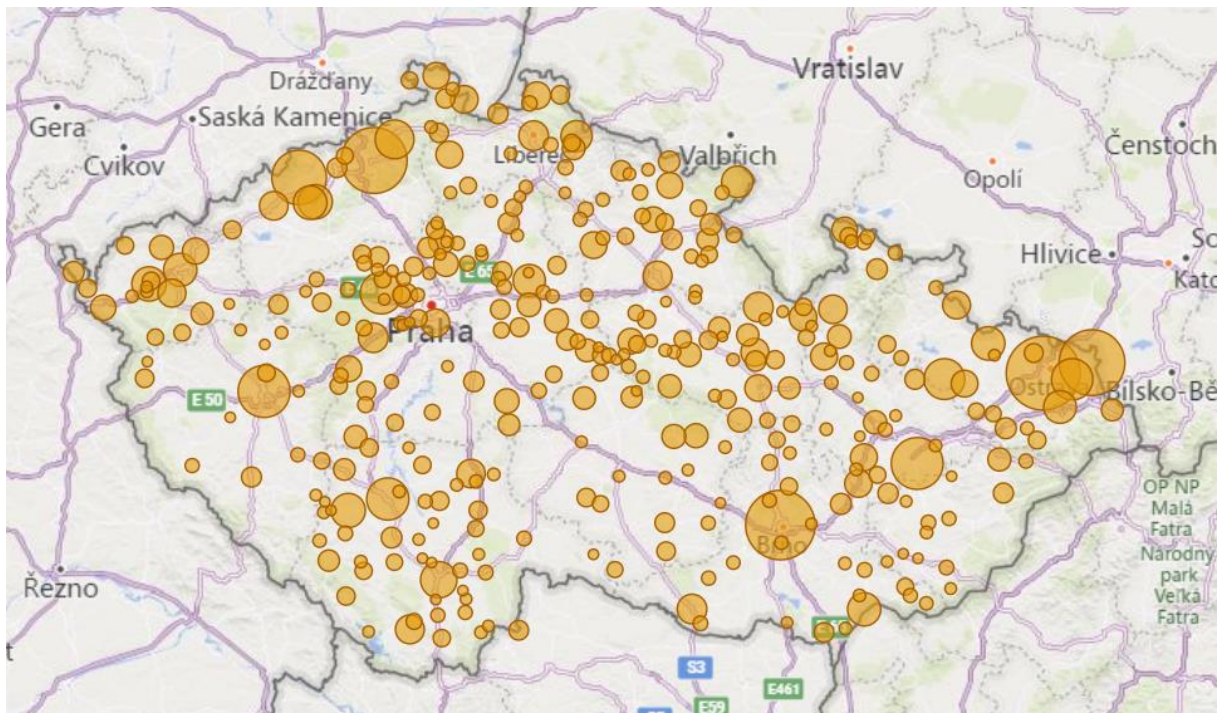 Drážďany
Vratislav
Gera
Saská Kamenice
Čenstoch
Cvikov
Liberec
Valbřich
Opolí
Hlivice
So
Kato
E 65
Praha
E 50
Ostrava
Bílsko-Bě
OP NP
Malá
Fatra
Brno
Národný
park
Veľká
Fatra
Řezno
t
S3
E461
E59